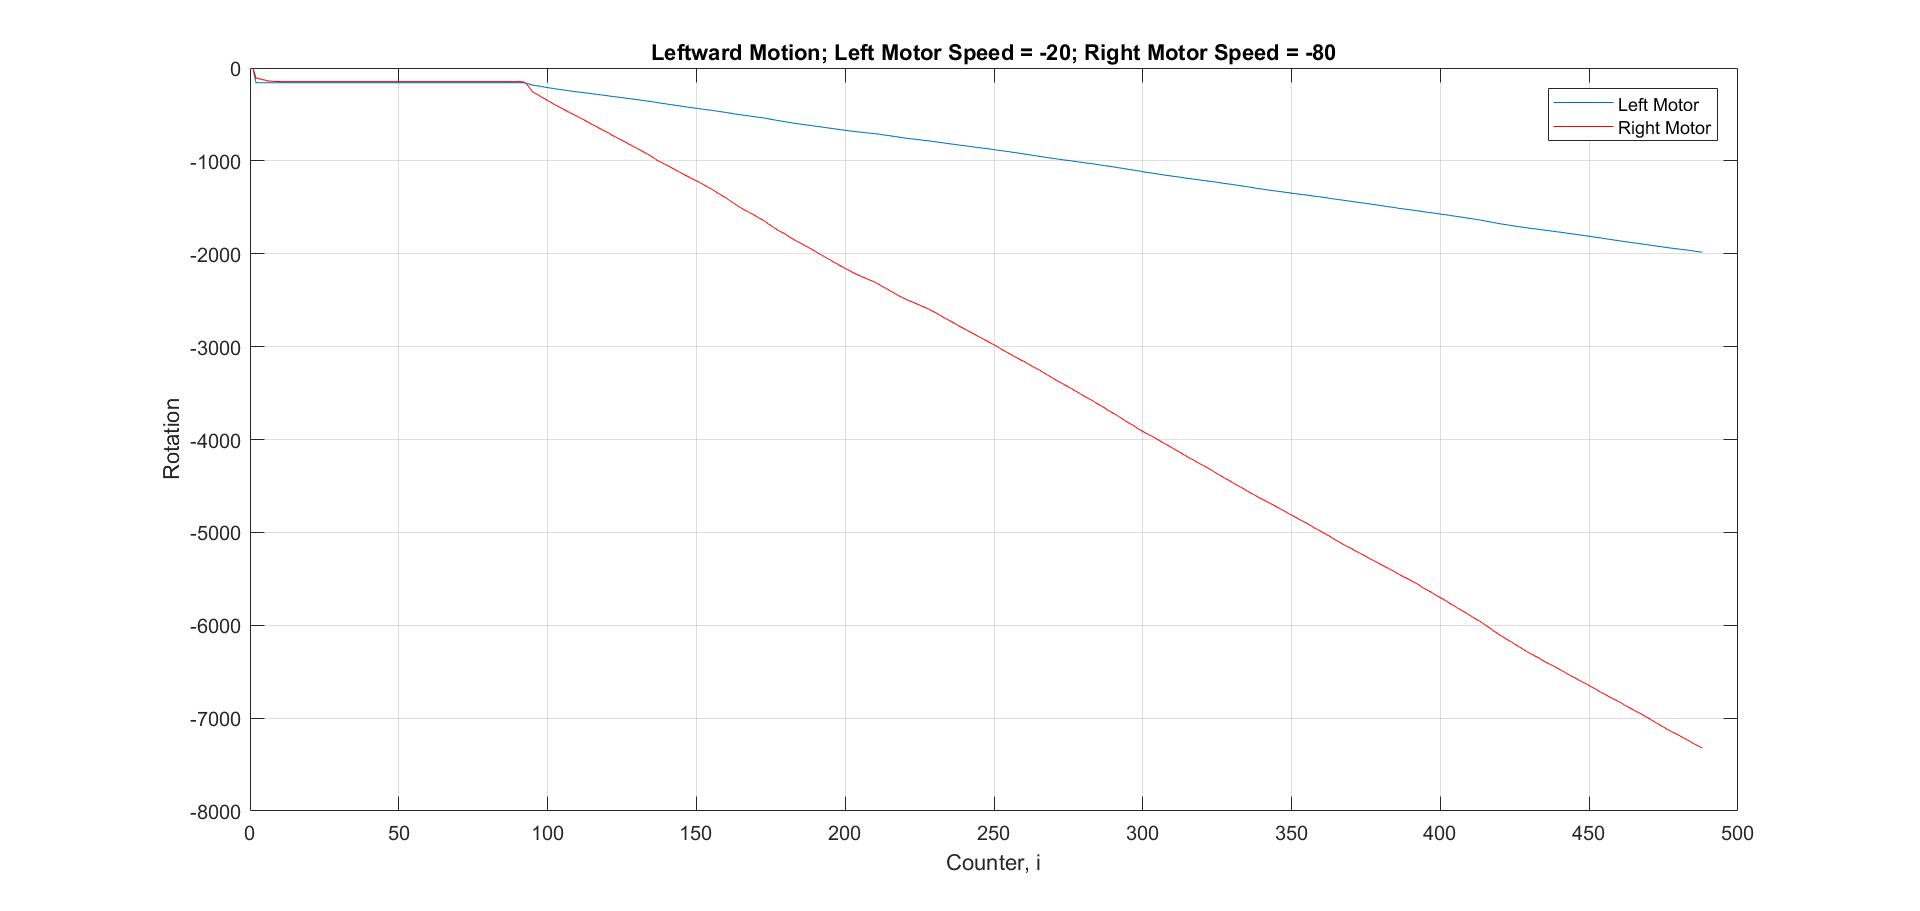 Leftward Motion; Left Motor Speed = -20; Right Motor Speed = -80
Left Motor
Right Motor
0
-1000
-2000
-3000
-4000
-5000
-6000
-7000
-8000
Rotation
0 50 100 150 200 250 300 350 400 450 500
Counter, i